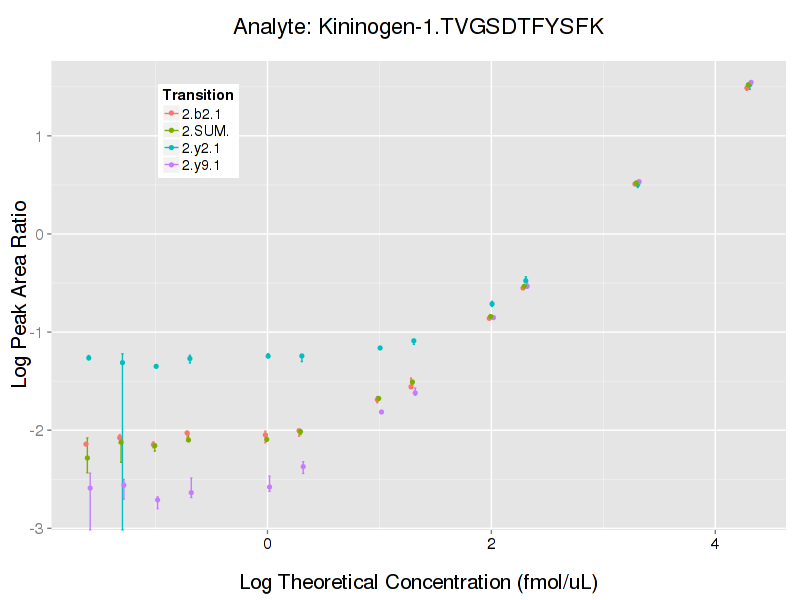 Analyte: Kininogen-1.TVGSDTFYSFK
Transition
2.b2.1
2.SUM.
2.y2.1
2.y9.1
Log Peak Area Ratio
1
0
-1
-2
-3
0
2
4
Log Theoretical Concentration (fmol/uL)